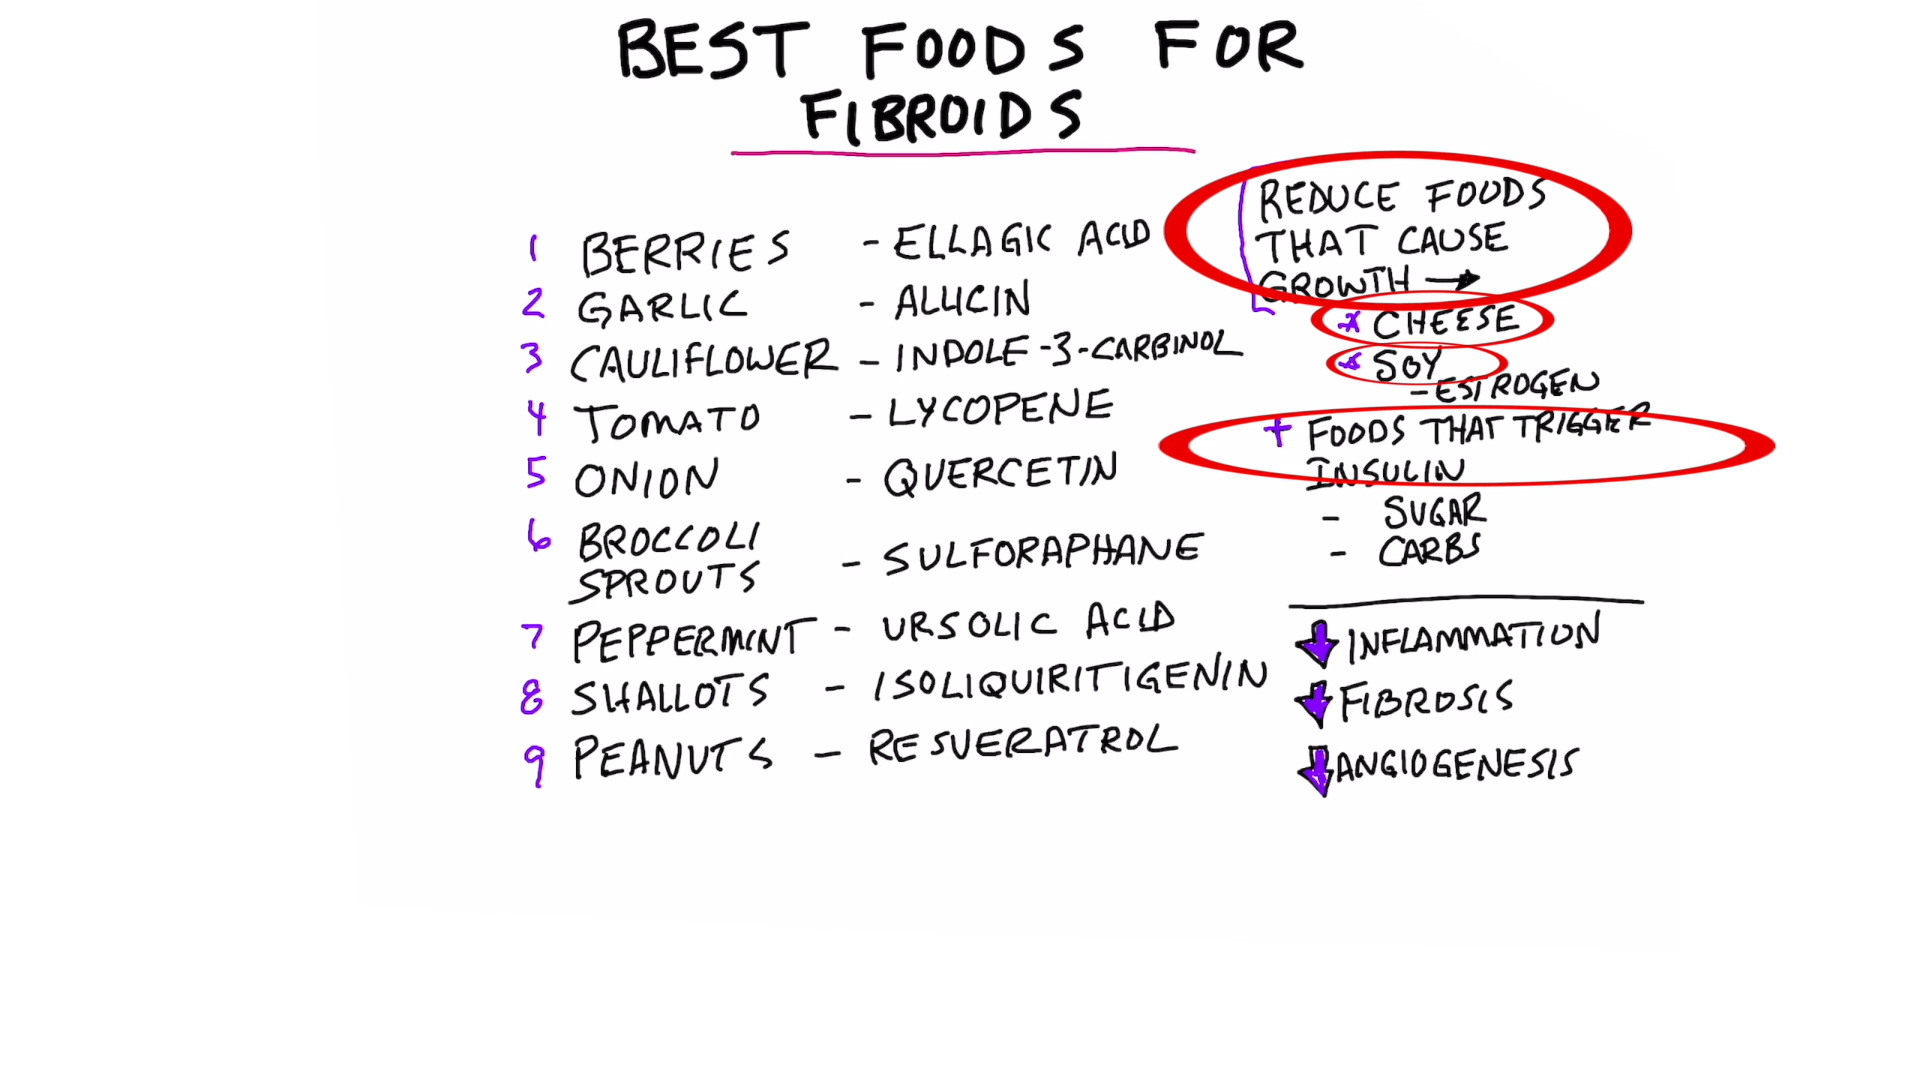 BEST FOODS FOR
FIBROIDS
1 BERRIES - ELLAGIC ACID
2 GARLIC - ALLICIN
3 CAULIFLOWER - INDOLE-3-CARBINOL
4 TOMATO - LYCOPENE
5 ONION - QUERCETIN
6 BROCCOLI
SPROUTS - SULFORAPHANE
7 PEPPERMINT - URSOLIC ACID
8 SHALLOTS - ISOLIQUIRITIGENIN
9 PEANUTS - RESVERATROL
REDUCE FOODS
THAT CAUSE
GROWTH →
* CHEESE
* SOY
- ESTROGEN
+ FOODS THAT TRIGGER
INSULIN
- SUGAR
- CARBS
↓ INFLAMMATION
↓ FIBROSIS
↓ ANGIOGENESIS